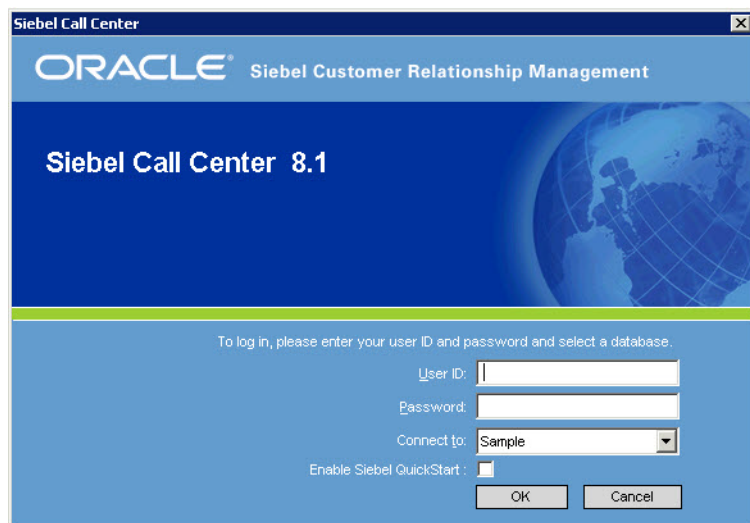 Siebel Call Center
ORACLE® Siebel Customer Relationship Management
Siebel Call Center 8.1
To log in, please enter your user ID and password and select a database.
User ID:
Password:
Connect to: Sample
Enable Siebel QuickStart :
OK Cancel